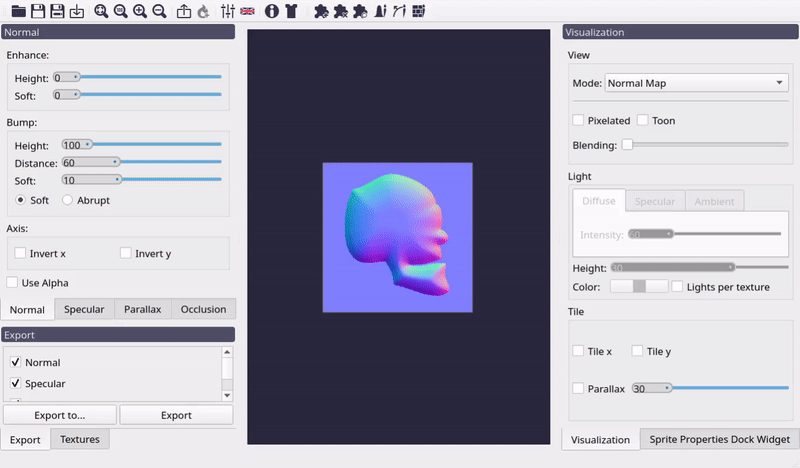 Normal
Enhance:
Height: 0
Soft: 0
Bump:
Height: 100
Distance: 60
Soft: 10
Soft Abrupt
Axis:
Invert x Invert y
Use Alpha
Normal Specular Parallax Occlusion
Export
Normal
Specular
Export to... Export
Export Textures
Visualization
View
Mode: Normal Map
Pixelated Toon
Blending:
Light
Diffuse Specular Ambient
Intensity: 60
Height:
Color: Lights per texture
Tile
Tile x Tile y
Parallax 30
Visualization Sprite Properties Dock Widget